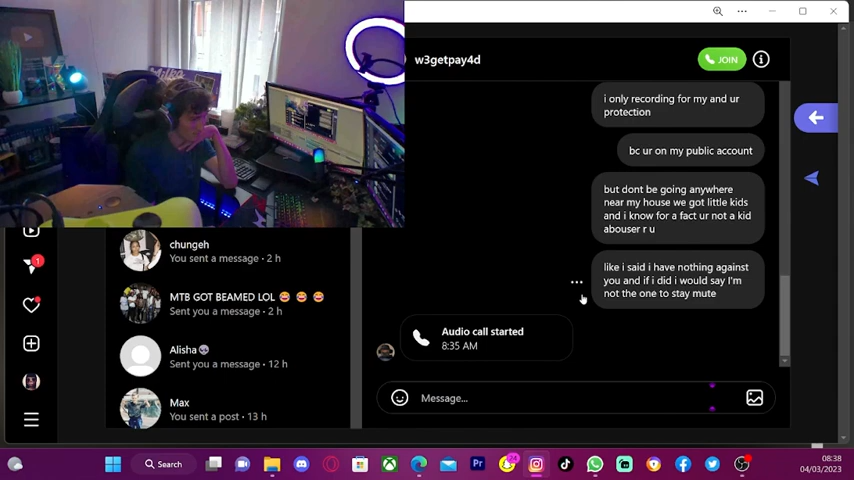 w3getpay4d
JOIN
i only recording for my and ur
protection
bc ur on my public account
but dont be going anywhere
near my house we got little kids
and i know for a fact ur not a kid
abouser r u
like i said i have nothing against
you and if i did i would say I'm
not the one to stay mute
Audio call started
8:35 AM
Message...
1
chungeh
You sent a message · 2 h
MTB GOT BEAMED LOL 😂 😂 😂
You sent a message · 2 h
Alisha👽
You sent a message · 12 h
Max
You sent a post · 13 h
Search
Pr
24
08:38
04/03/2023